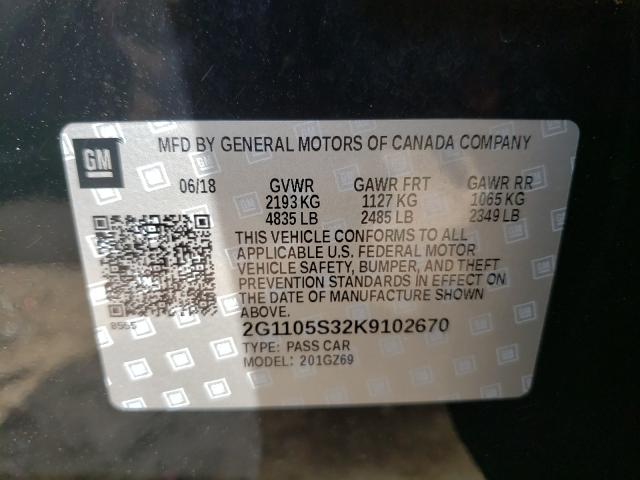 MFD BY GENERAL MOTORS OF CANADA COMPANY
GM
06/18 GVWR GAWR FRT GAWR RR
2193 KG 1127 KG 1065 KG
4835 LB 2485 LB 2349 LB
THIS VEHICLE CONFORMS TO ALL
APPLICABLE U.S. FEDERAL MOTOR
VEHICLE SAFETY, BUMPER, AND THEFT
PREVENTION STANDARDS IN EFFECT ON
THE DATE OF MANUFACTURE SHOWN
ABOVE.
8565
2G1105S32K9102670
TYPE: PASS CAR
MODEL: 201GZ69